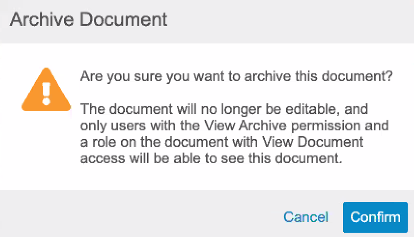 Archive Document
Are you sure you want to archive this document?
The document will no longer be editable, and
only users with the View Archive permission and
a role on the document with View Document
access will be able to see this document.
Cancel
Confirm